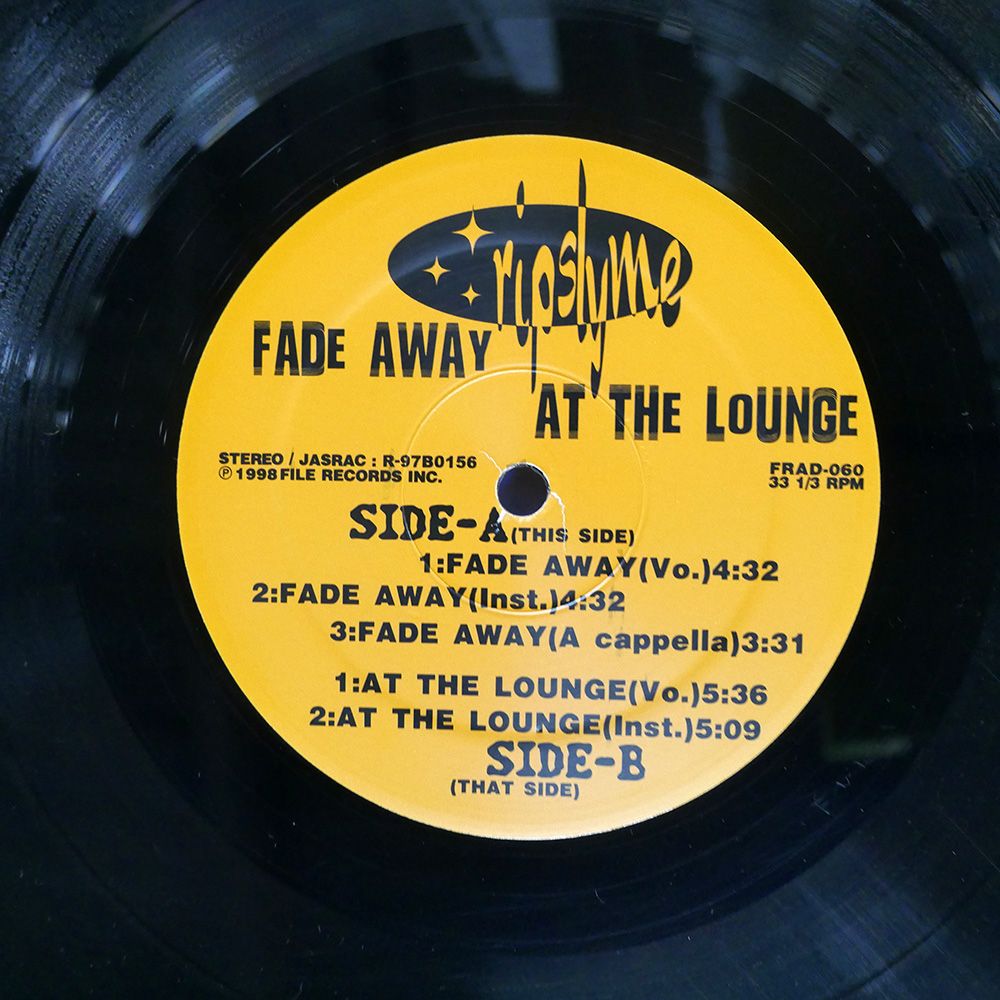 ripslyme
FADE AWAY
AT THE LOUNGE
STEREO / JASRAC : R-97B0156
℗ 1998 FILE RECORDS INC.
FRAD-060
33 1/3 RPM
SIDE-A (THIS SIDE)
1:FADE AWAY(Vo.)4:32
2:FADE AWAY(Inst.)4:32
3:FADE AWAY(A cappella)3:31
1:AT THE LOUNGE(Vo.)5:36
2:AT THE LOUNGE(Inst.)5:09
SIDE-B
(THAT SIDE)